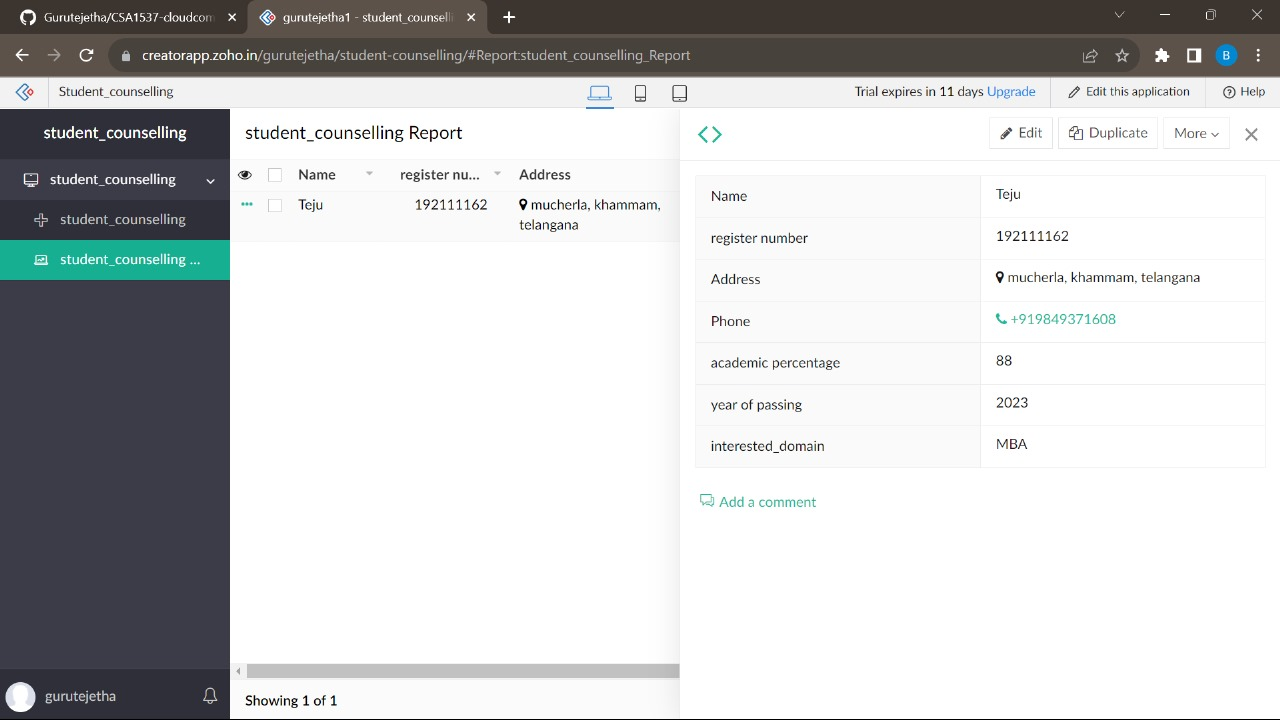 Gurutejetha/CSA1537-cloudcom
gurutejetha1 - student_counselli
creatorapp.zoho.in/gurutejetha/student-counselling/#Report:student_counselling_Report
B
Student_counselling
Trial expires in 11 days Upgrade
Edit this application
Help
student_counselling
student_counselling
student_counselling
student_counselling ...
gurutejetha
student_counselling Report
Name register nu... Address
Teju 192111162 mucherla, khammam,
telangana
Showing 1 of 1
Edit Duplicate More
Name Teju
register number 192111162
Address mucherla, khammam, telangana
Phone +919849371608
academic percentage 88
year of passing 2023
interested_domain MBA
Add a comment